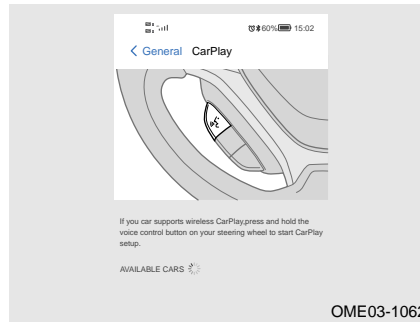 60% 15:02
General CarPlay
If you car supports wireless CarPlay,press and hold the
voice control button on your steering wheel to start CarPlay
setup.
AVAILABLE CARS
OME03-1062